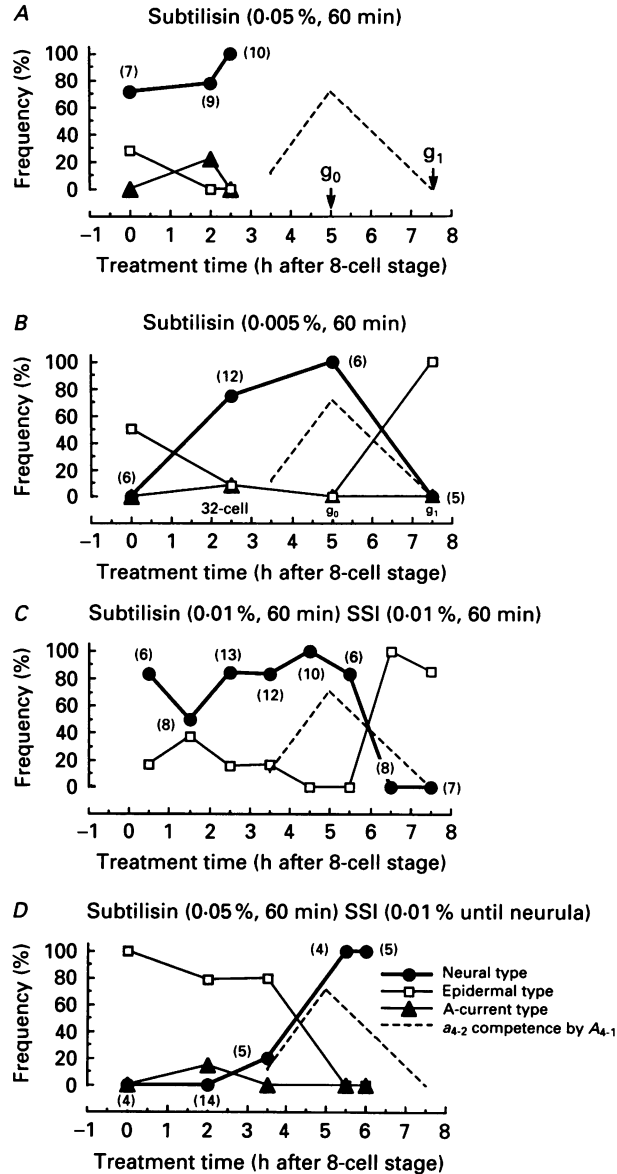 A Subtilisin (0·05 %, 60 min)
Frequency (%)
100
80
60
40
20
0
(7)
(9)
(10)
g0
g1
−1 0 1 2 3 4 5 6 7 8
Treatment time (h after 8-cell stage)
B Subtilisin (0·005 %, 60 min)
Frequency (%)
100
80
60
40
20
0
(6)
(12)
(6)
(5)
32-cell
g0
g1
−1 0 1 2 3 4 5 6 7 8
Treatment time (h after 8-cell stage)
C Subtilisin (0·01 %, 60 min) SSI (0·01 %, 60 min)
Frequency (%)
100
80
60
40
20
0
(6)
(8)
(13)
(12)
(10)
(6)
(8)
(7)
−1 0 1 2 3 4 5 6 7 8
Treatment time (h after 8-cell stage)
D Subtilisin (0·05 %, 60 min) SSI (0·01 % until neurula)
Frequency (%)
100
80
60
40
20
0
(4)
(14)
(5)
(4)
(5)
Neural type
Epidermal type
A-current type
a4-2 competence by A4-1
−1 0 1 2 3 4 5 6 7 8
Treatment time (h after 8-cell stage)